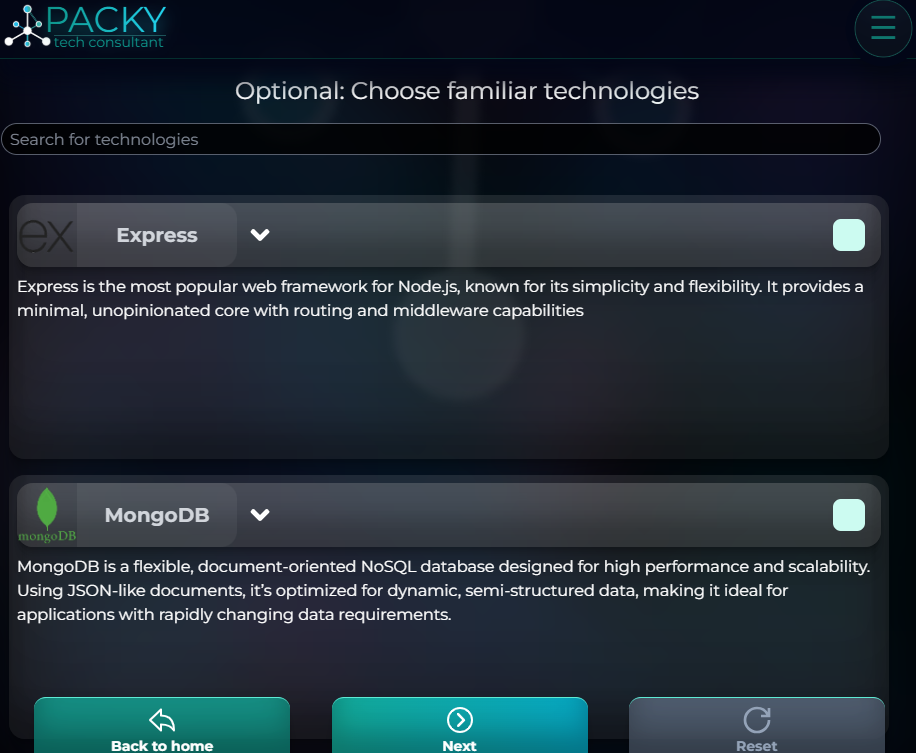 PACKY
tech consultant
Optional: Choose familiar technologies
Search for technologies
ex
Express
Express is the most popular web framework for Node.js, known for its simplicity and flexibility. It provides a
minimal, unopinionated core with routing and middleware capabilities
mongoDB
MongoDB
MongoDB is a flexible, document-oriented NoSQL database designed for high performance and scalability.
Using JSON-like documents, it’s optimized for dynamic, semi-structured data, making it ideal for
applications with rapidly changing data requirements.
Back to home
Next
Reset